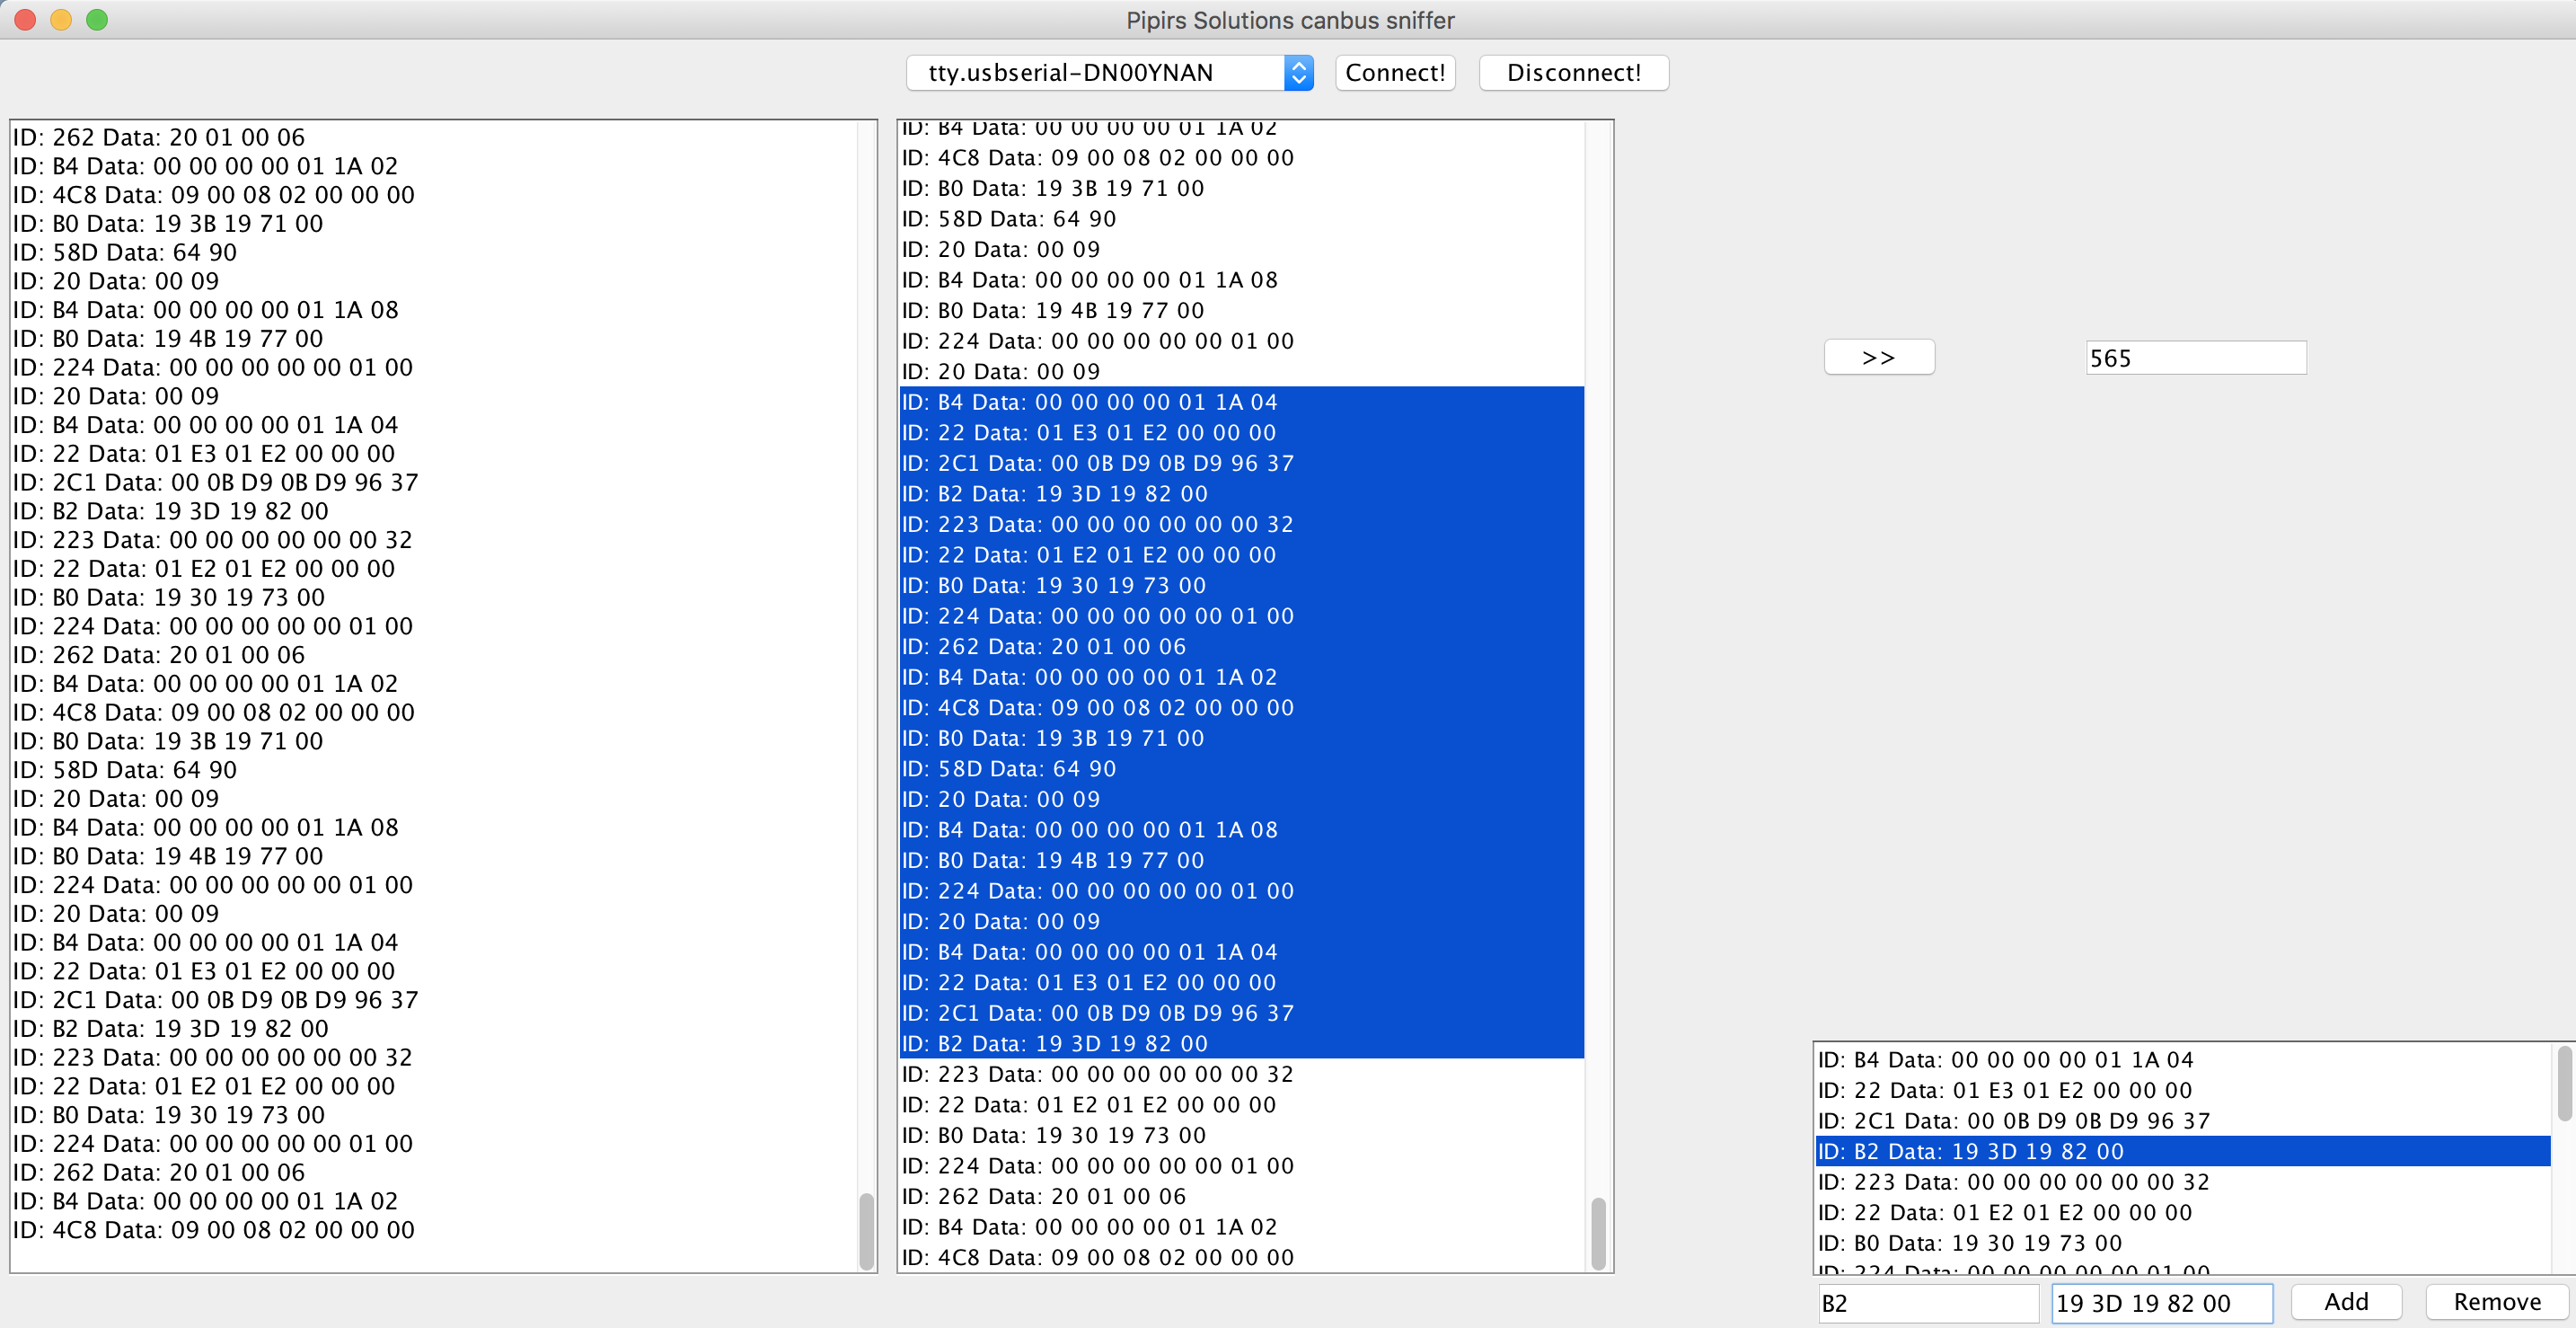 Pipirs Solutions canbus sniffer
tty.usbserial-DN00YNAN
Connect!
Disconnect!
ID: 262 Data: 20 01 00 06
ID: B4 Data: 00 00 00 00 01 1A 02
ID: 4C8 Data: 09 00 08 02 00 00 00
ID: B0 Data: 19 3B 19 71 00
ID: 58D Data: 64 90
ID: 20 Data: 00 09
ID: B4 Data: 00 00 00 00 01 1A 08
ID: B0 Data: 19 4B 19 77 00
ID: 224 Data: 00 00 00 00 00 01 00
ID: 20 Data: 00 09
ID: B4 Data: 00 00 00 00 01 1A 04
ID: 22 Data: 01 E3 01 E2 00 00 00
ID: 2C1 Data: 00 0B D9 0B D9 96 37
ID: B2 Data: 19 3D 19 82 00
ID: 223 Data: 00 00 00 00 00 00 32
ID: 22 Data: 01 E2 01 E2 00 00 00
ID: B0 Data: 19 30 19 73 00
ID: 224 Data: 00 00 00 00 00 01 00
ID: 262 Data: 20 01 00 06
ID: B4 Data: 00 00 00 00 01 1A 02
ID: 4C8 Data: 09 00 08 02 00 00 00
ID: B0 Data: 19 3B 19 71 00
ID: 58D Data: 64 90
ID: 20 Data: 00 09
ID: B4 Data: 00 00 00 00 01 1A 08
ID: B0 Data: 19 4B 19 77 00
ID: 224 Data: 00 00 00 00 00 01 00
ID: 20 Data: 00 09
ID: B4 Data: 00 00 00 00 01 1A 04
ID: 22 Data: 01 E3 01 E2 00 00 00
ID: 2C1 Data: 00 0B D9 0B D9 96 37
ID: B2 Data: 19 3D 19 82 00
ID: 223 Data: 00 00 00 00 00 00 32
ID: 22 Data: 01 E2 01 E2 00 00 00
ID: B0 Data: 19 30 19 73 00
ID: 224 Data: 00 00 00 00 00 01 00
ID: 262 Data: 20 01 00 06
ID: B4 Data: 00 00 00 00 01 1A 02
ID: 4C8 Data: 09 00 08 02 00 00 00
ID: B4 Data: 00 00 00 00 01 1A 02
ID: 4C8 Data: 09 00 08 02 00 00 00
ID: B0 Data: 19 3B 19 71 00
ID: 58D Data: 64 90
ID: 20 Data: 00 09
ID: B4 Data: 00 00 00 00 01 1A 08
ID: B0 Data: 19 4B 19 77 00
ID: 224 Data: 00 00 00 00 00 01 00
ID: 20 Data: 00 09
ID: B4 Data: 00 00 00 00 01 1A 04
ID: 22 Data: 01 E3 01 E2 00 00 00
ID: 2C1 Data: 00 0B D9 0B D9 96 37
ID: B2 Data: 19 3D 19 82 00
ID: 223 Data: 00 00 00 00 00 00 32
ID: 22 Data: 01 E2 01 E2 00 00 00
ID: B0 Data: 19 30 19 73 00
ID: 224 Data: 00 00 00 00 00 01 00
ID: 262 Data: 20 01 00 06
ID: B4 Data: 00 00 00 00 01 1A 02
ID: 4C8 Data: 09 00 08 02 00 00 00
ID: B0 Data: 19 3B 19 71 00
ID: 58D Data: 64 90
ID: 20 Data: 00 09
ID: B4 Data: 00 00 00 00 01 1A 08
ID: B0 Data: 19 4B 19 77 00
ID: 224 Data: 00 00 00 00 00 01 00
ID: 20 Data: 00 09
ID: B4 Data: 00 00 00 00 01 1A 04
ID: 22 Data: 01 E3 01 E2 00 00 00
ID: 2C1 Data: 00 0B D9 0B D9 96 37
ID: B2 Data: 19 3D 19 82 00
ID: 223 Data: 00 00 00 00 00 00 32
ID: 22 Data: 01 E2 01 E2 00 00 00
ID: B0 Data: 19 30 19 73 00
ID: 224 Data: 00 00 00 00 00 01 00
ID: 262 Data: 20 01 00 06
ID: B4 Data: 00 00 00 00 01 1A 02
ID: 4C8 Data: 09 00 08 02 00 00 00
>>
565
ID: B4 Data: 00 00 00 00 01 1A 04
ID: 22 Data: 01 E3 01 E2 00 00 00
ID: 2C1 Data: 00 0B D9 0B D9 96 37
ID: B2 Data: 19 3D 19 82 00
ID: 223 Data: 00 00 00 00 00 00 32
ID: 22 Data: 01 E2 01 E2 00 00 00
ID: B0 Data: 19 30 19 73 00
ID: 224 Data: 00 00 00 00 00 01 00
B2
19 3D 19 82 00
Add
Remove